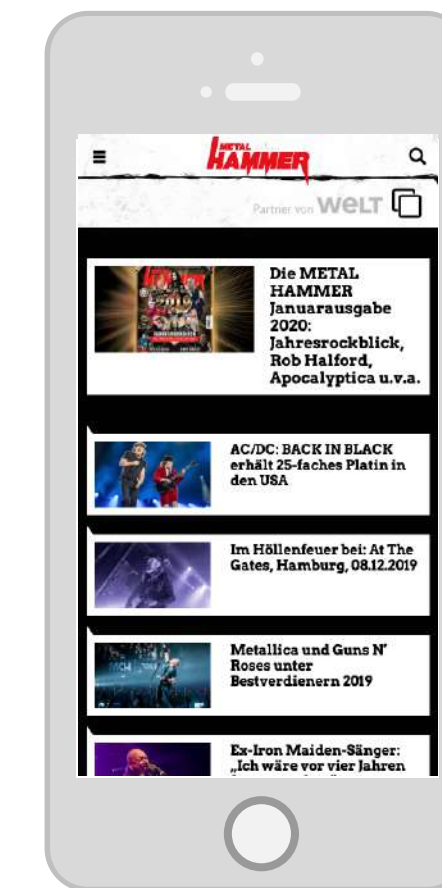 METAL
HAMMER
Partner von WELT
Die METAL
HAMMER
Januarausgabe
2020:
Jahresrockblick,
Rob Halford,
Apocalyptica u.v.a.
AC/DC: BACK IN BLACK
erhält 25-faches Platin in
den USA
Im Höllenfeuer bei: At The
Gates, Hamburg, 08.12.2019
Metallica und Guns N’
Roses unter
Bestverdienern 2019
Ex-Iron Maiden-Sänger:
„Ich wäre vor vier Jahren